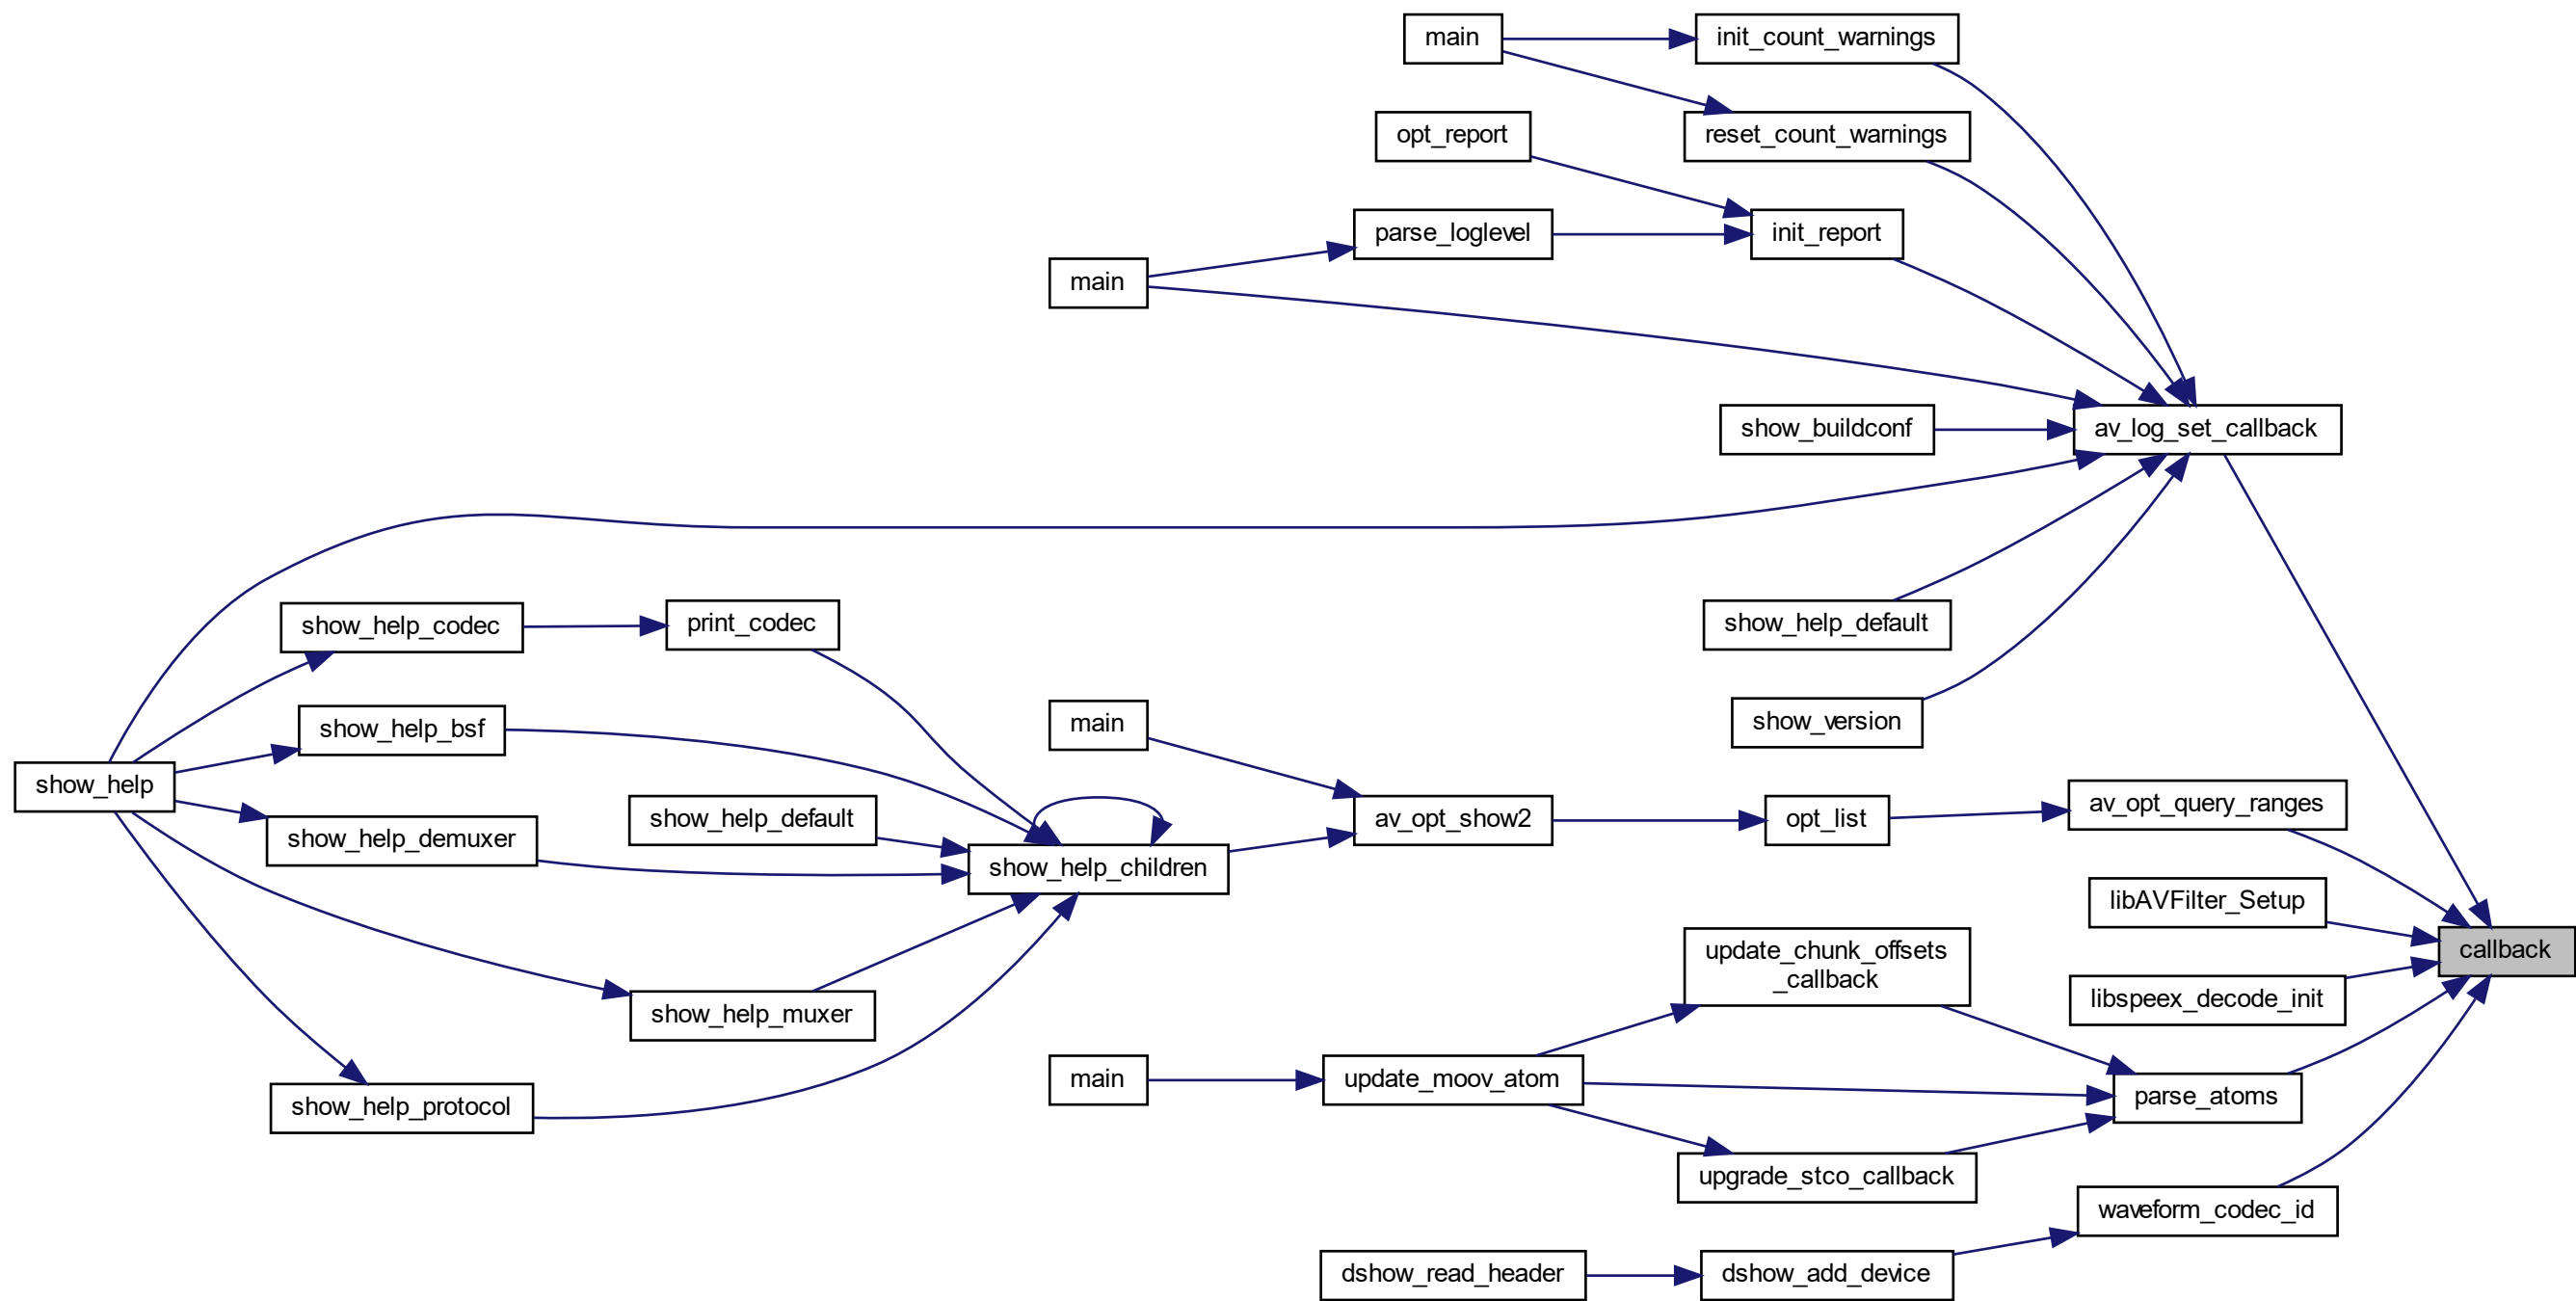 main
init_count_warnings
opt_report
reset_count_warnings
parse_loglevel
init_report
main
show_buildconf
av_log_set_callback
show_help_codec
print_codec
show_help_default
show_help_bsf
main
show_version
show_help
show_help_demuxer
show_help_default
show_help_children
av_opt_show2
opt_list
av_opt_query_ranges
libAVFilter_Setup
callback
update_chunk_offsets
_callback
libspeex_decode_init
show_help_muxer
show_help_protocol
main
update_moov_atom
parse_atoms
upgrade_stco_callback
waveform_codec_id
dshow_read_header
dshow_add_device